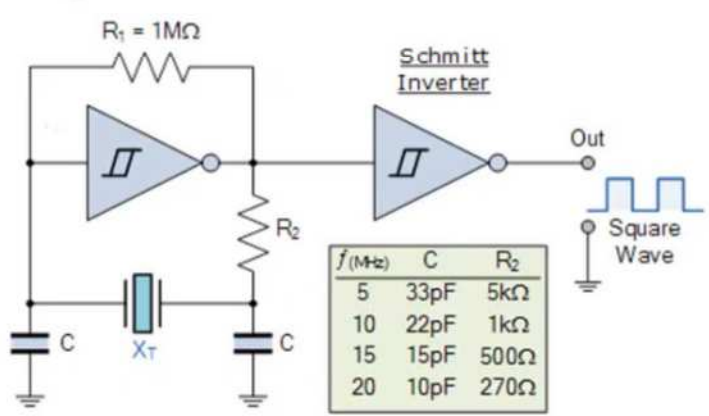 R₁ = 1MΩ
Schmitt
Inverter
Out
R₂
Square
Wave
f(MHz) C R₂
5 33pF 5kΩ
10 22pF 1kΩ
15 15pF 500Ω
20 10pF 270Ω
C
X_T
C